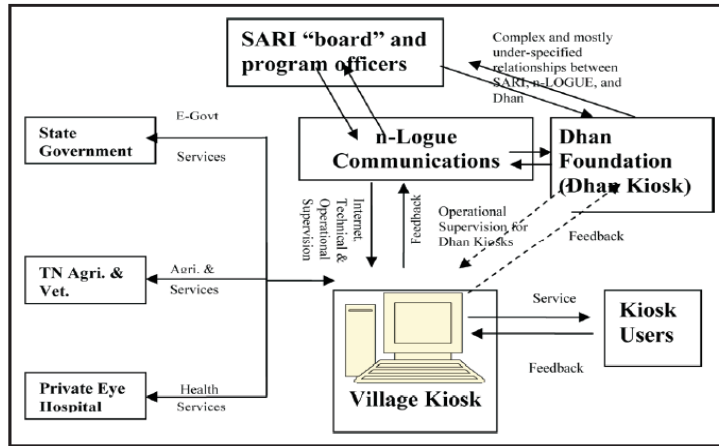 SARI “board” and
program officers
Complex and mostly
under-specified
relationships between
SARI, n-LOGUE, and
Dhan
E-Govt
State
Government
Services
n-Logue
Communications
Dhan
Foundation
(Dhan Kiosk)
Internet,
Technical &
Operational
Supervision
Feedback
Operational
Supervision for
Dhan Kiosks
Feedback
TN Agri. &
Vet.
Agri. &
Services
Service
Kiosk
Users
Feedback
Private Eye
Hospital
Health
Services
Village Kiosk